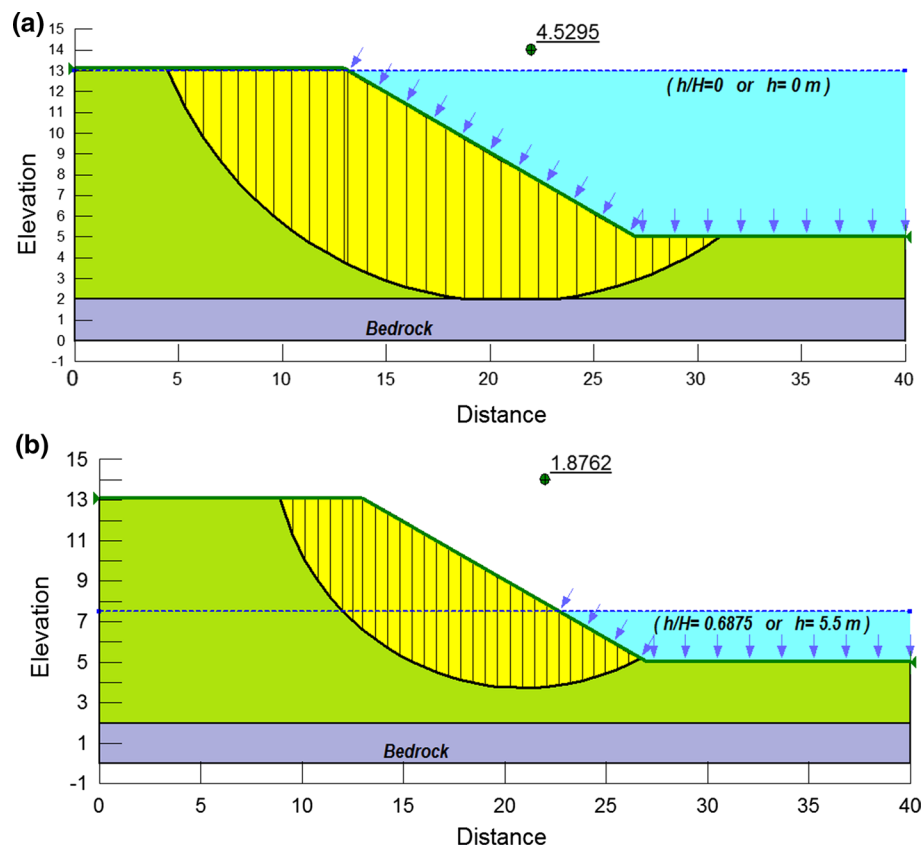 (a)
15
14
13
12
11
10
9
8
7
6
5
4
3
2
1
0
-1
Elevation
4.5295
( h/H=0 or h= 0 m )
Bedrock
0 5 10 15 20 25 30 35 40
Distance
(b)
15
13
11
9
7
5
3
1
-1
Elevation
1.8762
( h/H= 0.6875 or h= 5.5 m )
Bedrock
0 5 10 15 20 25 30 35 40
Distance